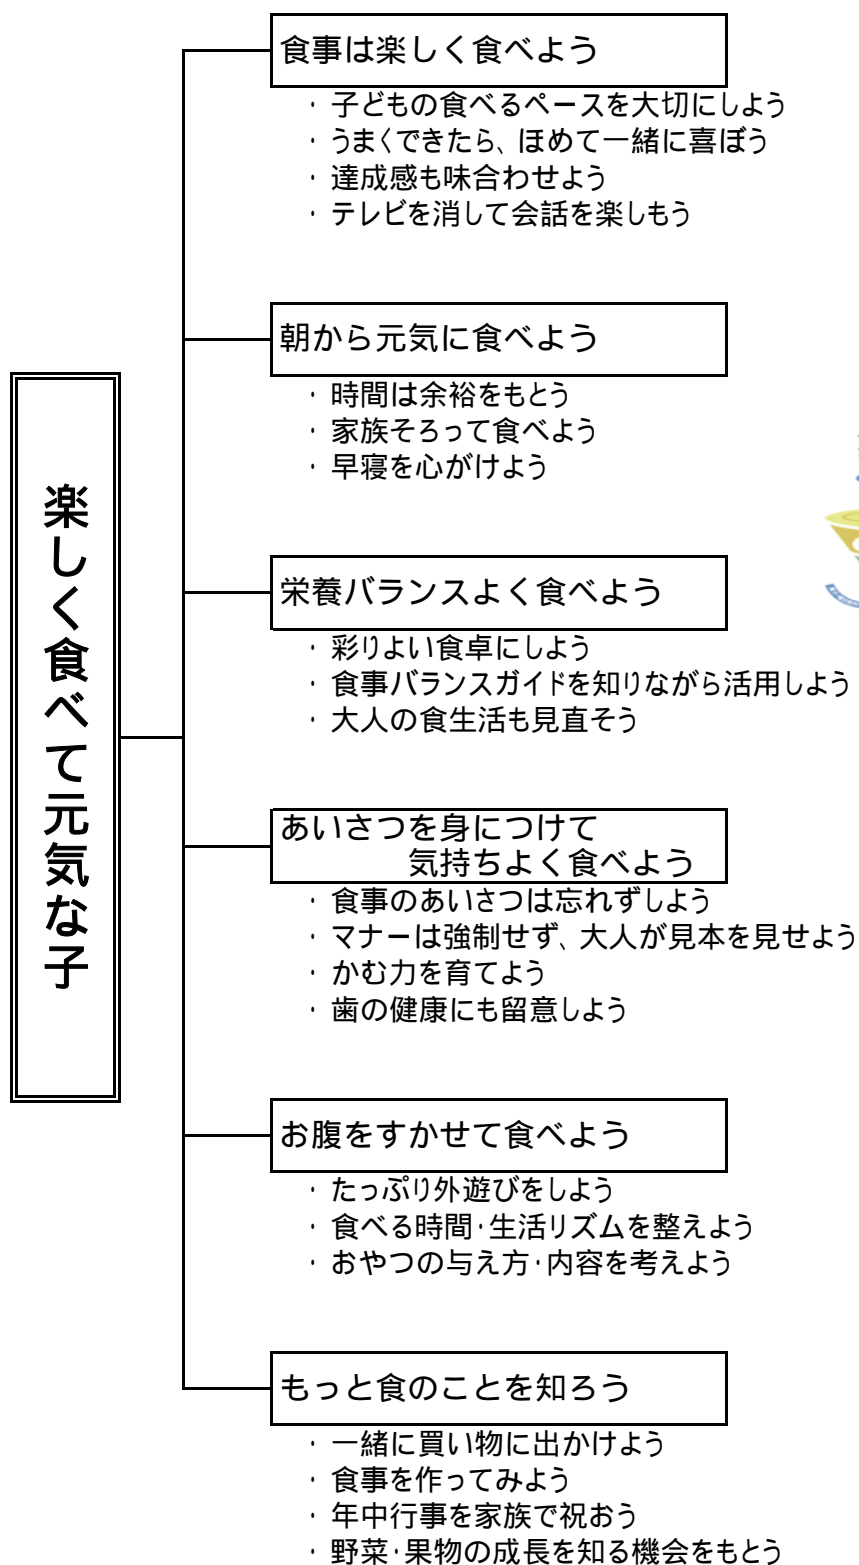 楽しく食べて元気な子
食事は楽しく食べよう
・ 子どもの食べるペースを大切にしよう
・ うまくできたら、ほめて一緒に喜ぼう
・ 達成感も味合わせよう
・ テレビを消して会話を楽しもう
朝から元気に食べよう
・ 時間は余裕をもとう
・ 家族そろって食べよう
・ 早寝を心がけよう
栄養バランスよく食べよう
・ 彩りよい食卓にしよう
・ 食事バランスガイドを知りながら活用しよう
・ 大人の食生活も見直そう
あいさつを身につけて
気持ちよく食べよう
・ 食事のあいさつは忘れずしよう
・ マナーは強制せず、大人が見本を見せよう
・ かむ力を育てよう
・ 歯の健康にも留意しよう
お腹をすかせて食べよう
・ たっぷり外遊びをしよう
・ 食べる時間・生活リズムを整えよう
・ おやつの与え方・内容を考えよう
もっと食のことを知ろう
・ 一緒に買い物に出かけよう
・ 食事を作ってみよう
・ 年中行事を家族で祝おう
・ 野菜・果物の成長を知る機会をもとう